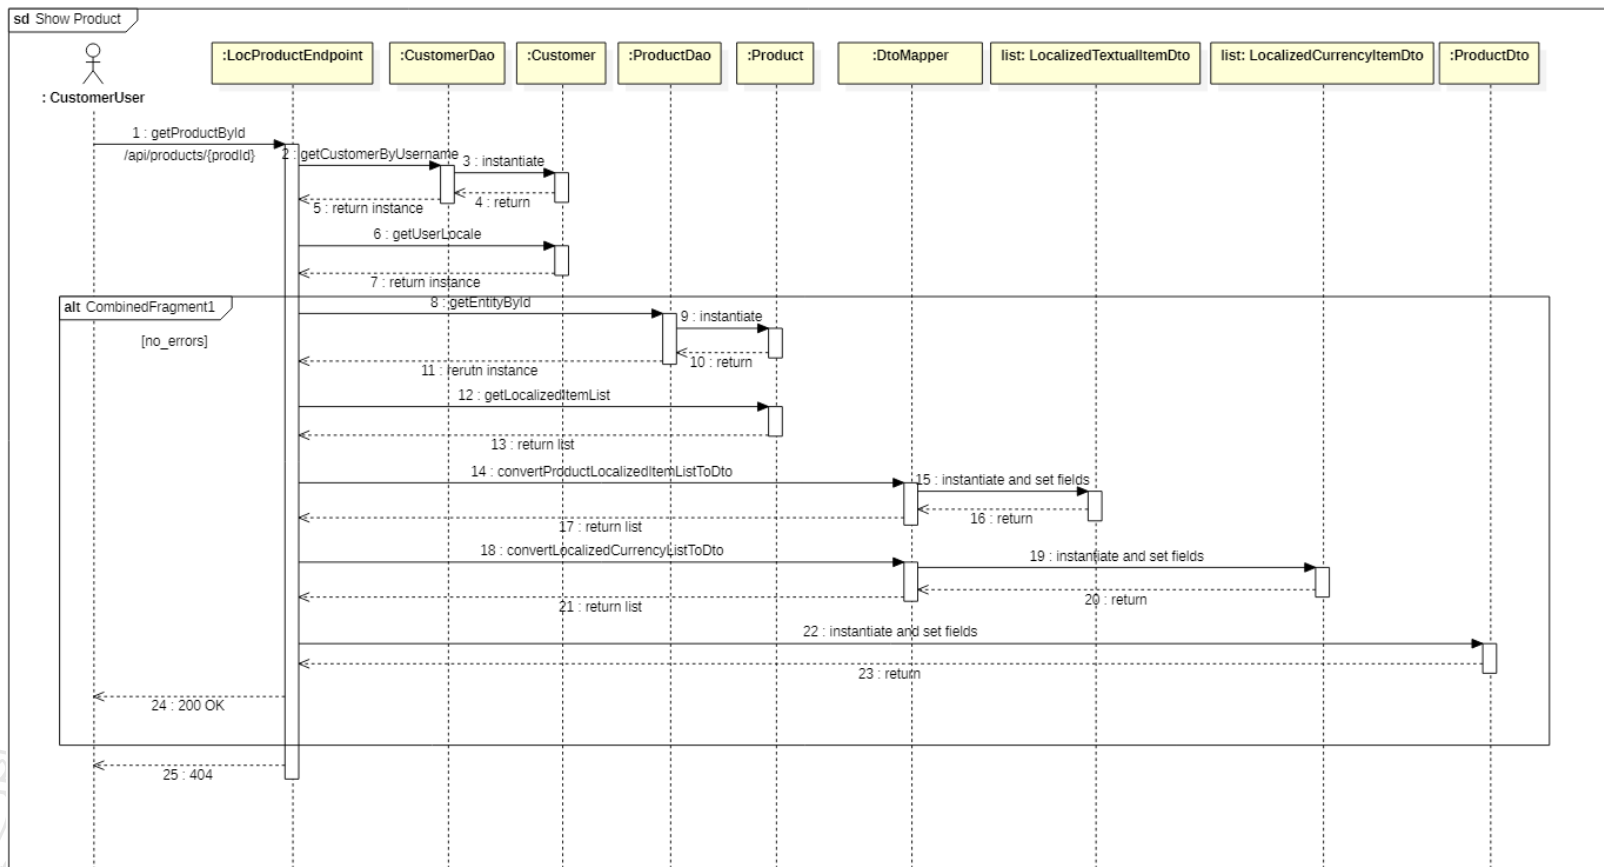 sd Show Product
: CustomerUser
:LocProductEndpoint
:CustomerDao
:Customer
:ProductDao
:Product
:DtoMapper
list: LocalizedTextualItemDto
list: LocalizedCurrencyItemDto
:ProductDto
1 : getProductById
/api/products/{prodId}
2 : getCustomerByUsername
3 : instantiate
4 : return
5 : return instance
6 : getUserLocale
7 : return instance
alt CombinedFragment1
[no_errors]
8 : getEntityById
9 : instantiate
10 : return
11 : rerutn instance
12 : getLocalizedItemList
13 : return list
14 : convertProductLocalizedItemListToDto
15 : instantiate and set fields
16 : return
17 : return list
18 : convertLocalizedCurrencyListToDto
19 : instantiate and set fields
20 : return
21 : return list
22 : instantiate and set fields
23 : return
24 : 200 OK
25 : 404